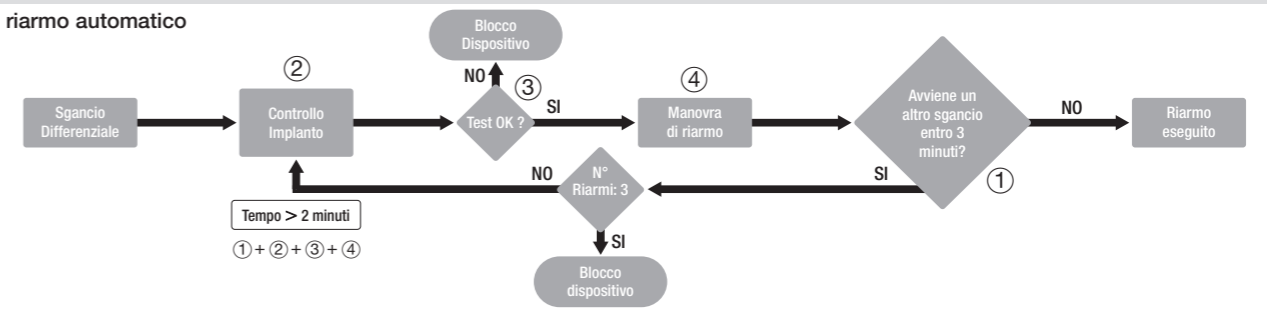 riarmo automatico
Blocco
Dispositivo
NO
②
③
SI
④
Sgancio
Differenziale
Controllo
Implanto
Test OK ?
Manovra
di riarmo
Avviene un
altro sgancio
entro 3
minuti?
NO
Riarmo
eseguito
NO
N°
Riarmi: 3
SI
①
Tempo > 2 minuti
①+②+③+④
SI
Blocco
dispositivo